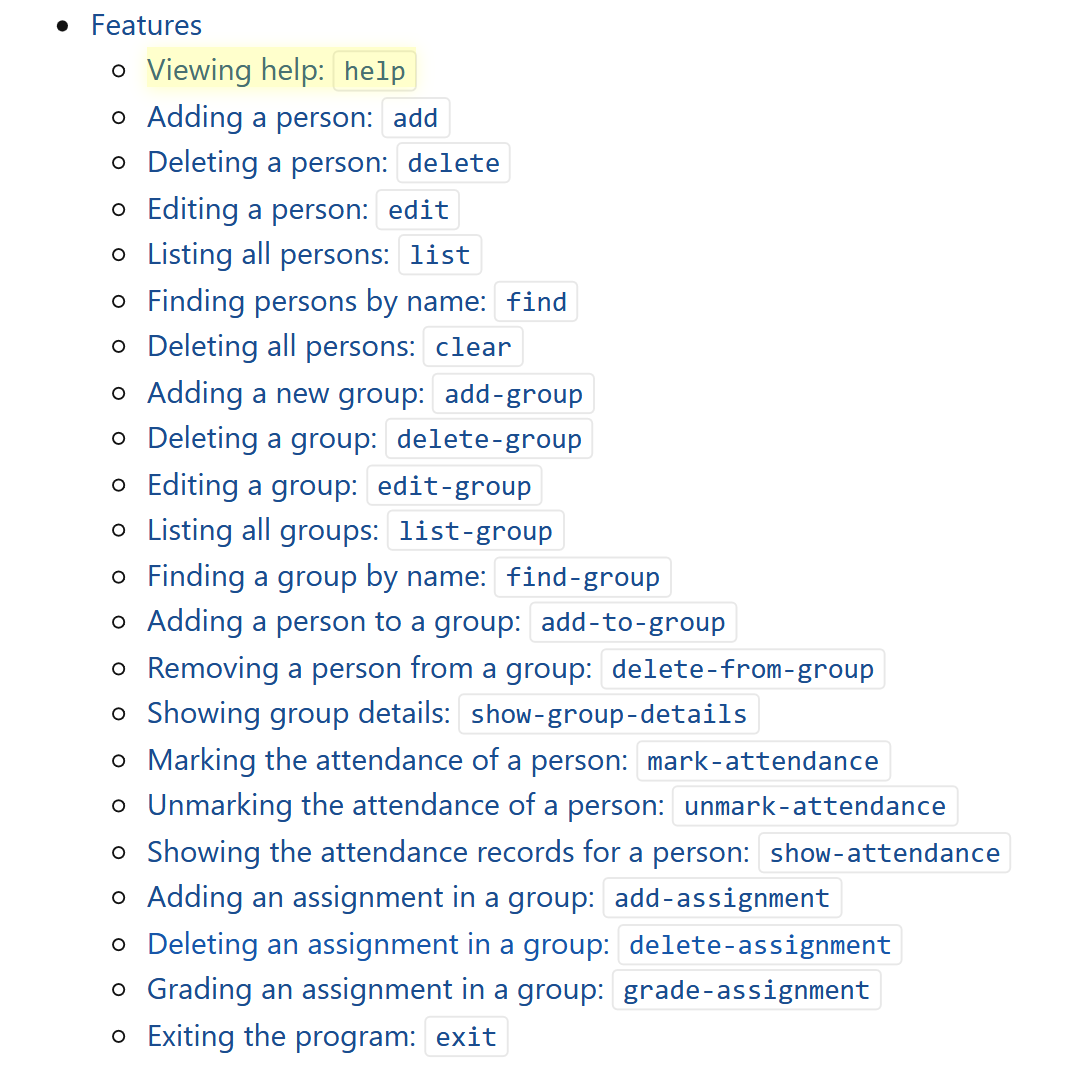 Features
Viewing help: help
Adding a person: add
Deleting a person: delete
Editing a person: edit
Listing all persons: list
Finding persons by name: find
Deleting all persons: clear
Adding a new group: add-group
Deleting a group: delete-group
Editing a group: edit-group
Listing all groups: list-group
Finding a group by name: find-group
Adding a person to a group: add-to-group
Removing a person from a group: delete-from-group
Showing group details: show-group-details
Marking the attendance of a person: mark-attendance
Unmarking the attendance of a person: unmark-attendance
Showing the attendance records for a person: show-attendance
Adding an assignment in a group: add-assignment
Deleting an assignment in a group: delete-assignment
Grading an assignment in a group: grade-assignment
Exiting the program: exit